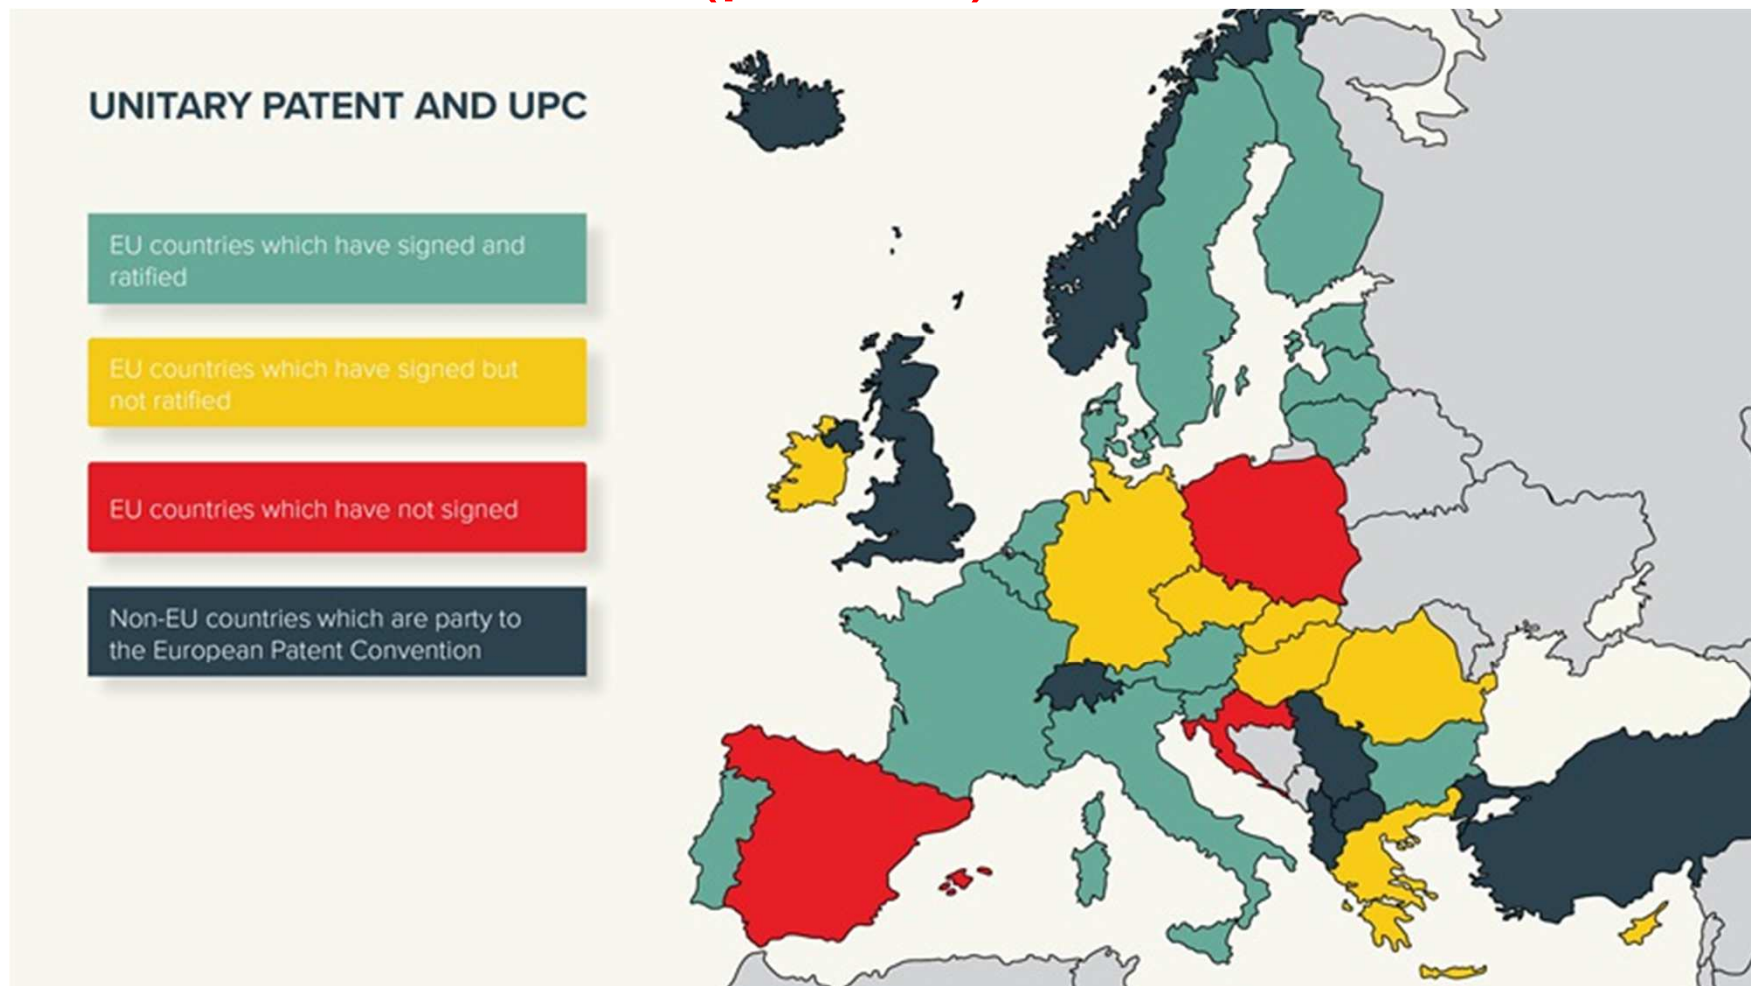 UNITARY PATENT AND UPC
EU countries which have signed and
ratified
EU countries which have signed but
not ratified
EU countries which have not signed
Non-EU countries which are party to
the European Patent Convention